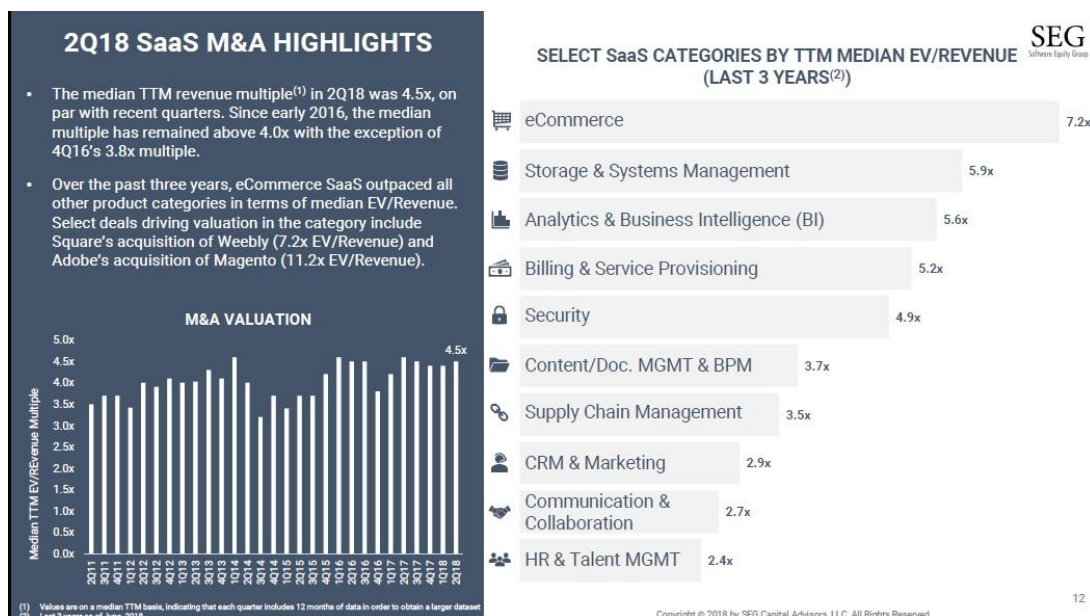 2Q18 SaaS M&A HIGHLIGHTS
• The median TTM revenue multiple(1) in 2Q18 was 4.5x, on
par with recent quarters. Since early 2016, the median
multiple has remained above 4.0x with the exception of
4Q16's 3.8x multiple.
• Over the past three years, eCommerce SaaS outpaced all
other product categories in terms of median EV/Revenue.
Select deals driving valuation in the category include
Square's acquisition of Weebly (7.2x EV/Revenue) and
Adobe's acquisition of Magento (11.2x EV/Revenue).
M&A VALUATION
Median TTM EV/REvenue Multiple
5.0x
4.5x
4.0x
3.5x
3.0x
2.5x
2.0x
1.5x
1.0x
0.5x
0.0x
4.5x
2Q11
3Q11
4Q11
1Q12
2Q12
3Q12
4Q12
1Q13
2Q13
3Q13
4Q13
1Q14
2Q14
3Q14
4Q14
1Q15
2Q15
3Q15
4Q15
1Q16
2Q16
3Q16
4Q16
1Q17
2Q17
3Q17
4Q17
1Q18
2Q18
(1) Values are on a median TTM basis, indicating that each quarter includes 12 months of data in order to obtain a larger dataset
(2) Last 3 years as of June, 2018
SEG
Software Equity Group
SELECT SaaS CATEGORIES BY TTM MEDIAN EV/REVENUE
(LAST 3 YEARS(2))
eCommerce 7.2x
Storage & Systems Management 5.9x
Analytics & Business Intelligence (BI) 5.6x
Billing & Service Provisioning 5.2x
Security 4.9x
Content/Doc. MGMT & BPM 3.7x
Supply Chain Management 3.5x
CRM & Marketing 2.9x
Communication &
Collaboration 2.7x
HR & Talent MGMT 2.4x
12
Copyright © 2018 by SEG Capital Advisors, LLC. All Rights Reserved